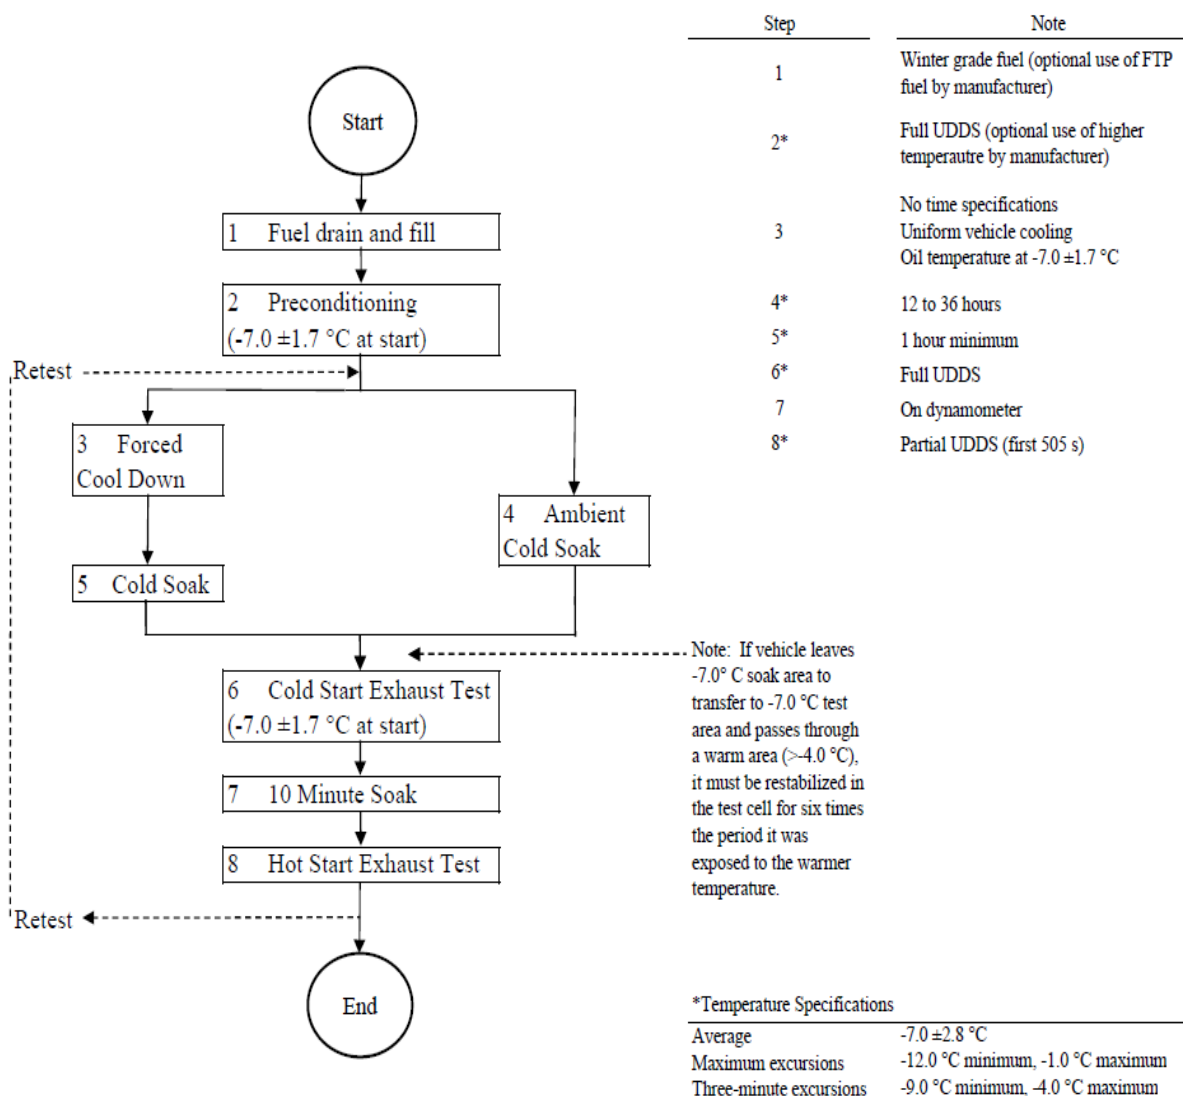 Start
1 Fuel drain and fill
2 Preconditioning
(-7.0 ±1.7 °C at start)
Retest
3 Forced
Cool Down
4 Ambient
Cold Soak
5 Cold Soak
6 Cold Start Exhaust Test
(-7.0 ±1.7 °C at start)
7 10 Minute Soak
8 Hot Start Exhaust Test
Retest
End
Step Note
1 Winter grade fuel (optional use of FTP
fuel by manufacturer)
2* Full UDDS (optional use of higher
temperautre by manufacturer)
No time specifications
3 Uniform vehicle cooling
Oil temperature at -7.0 ±1.7 °C
4* 12 to 36 hours
5* 1 hour minimum
6* Full UDDS
7 On dynamometer
8* Partial UDDS (first 505 s)
Note: If vehicle leaves
-7.0° C soak area to
transfer to -7.0 °C test
area and passes through
a warm area (>-4.0 °C),
it must be restabilized in
the test cell for six times
the period it was
exposed to the warmer
temperature.
*Temperature Specifications
Average -7.0 ±2.8 °C
Maximum excursions -12.0 °C minimum, -1.0 °C maximum
Three-minute excursions -9.0 °C minimum, -4.0 °C maximum